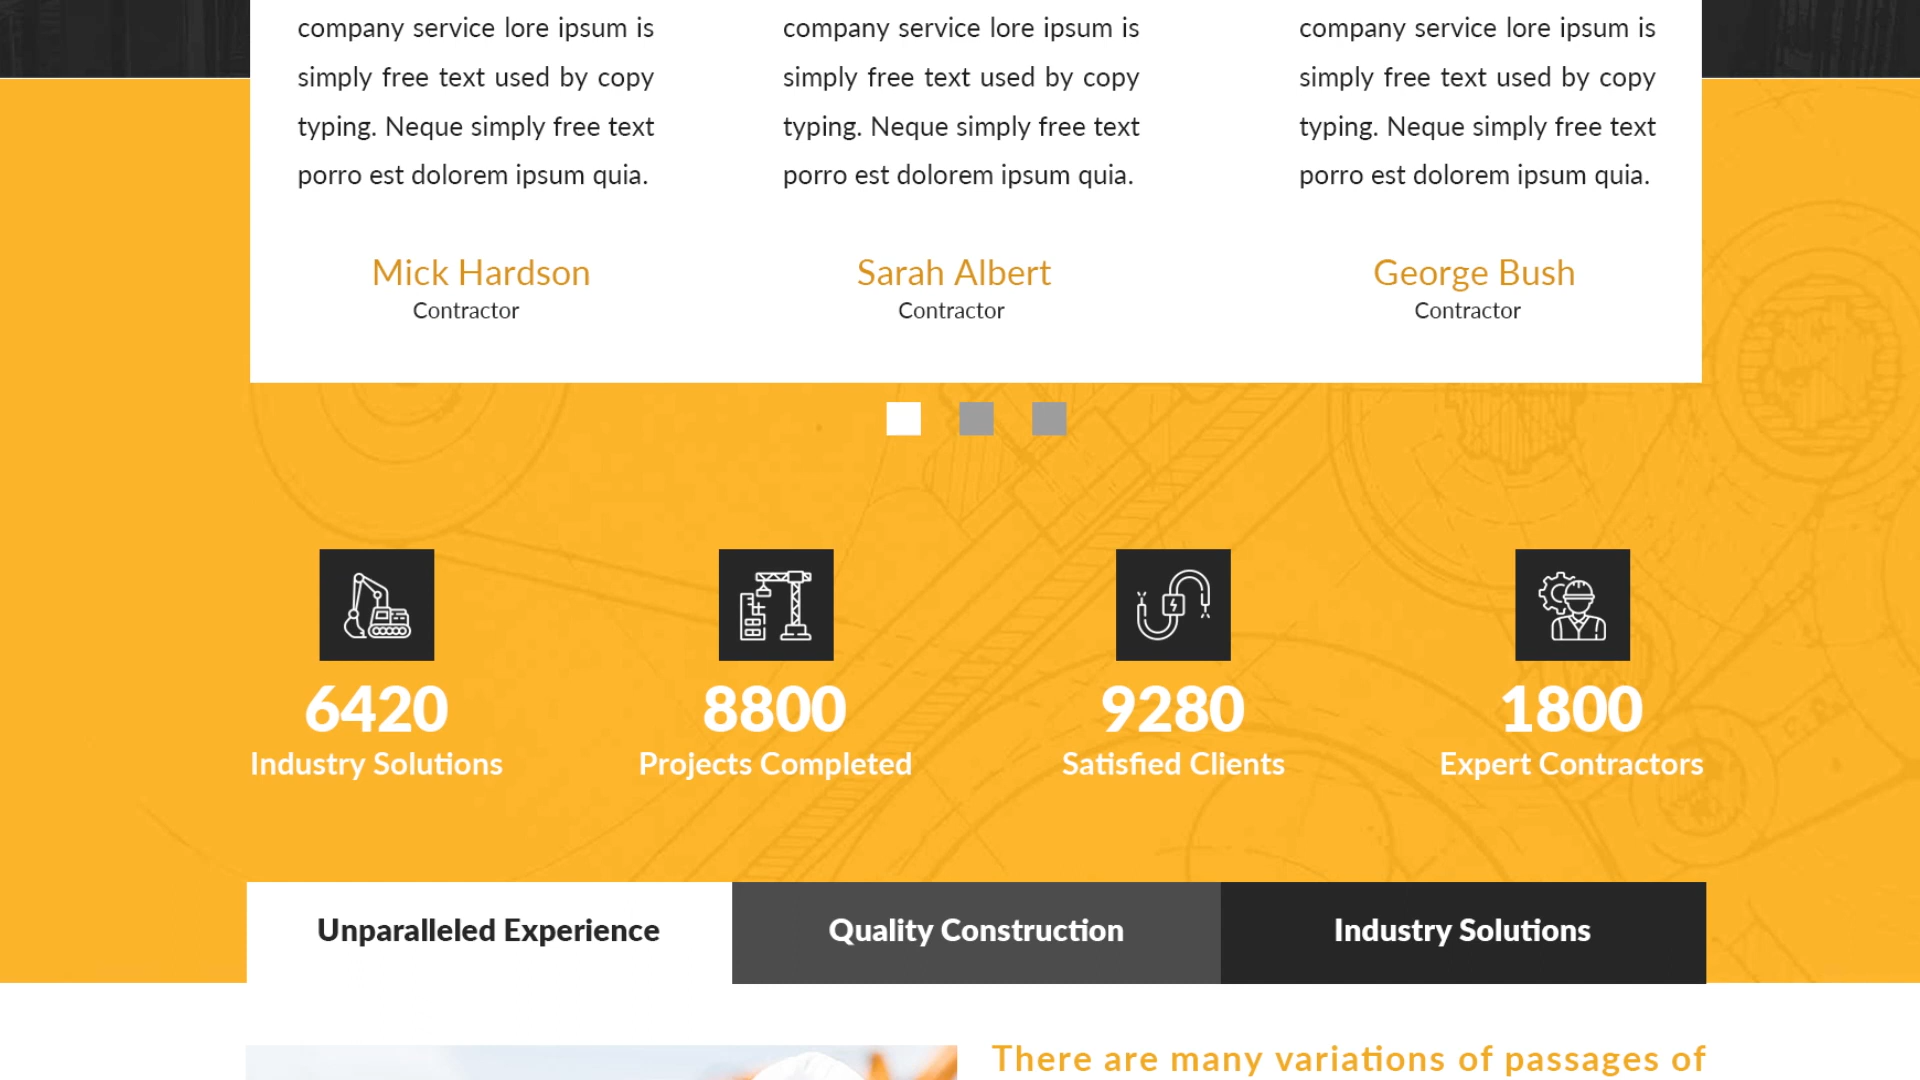 company service lore ipsum is
simply free text used by copy
typing. Neque simply free text
porro est dolorem ipsum quia.
Mick Hardson
Contractor
company service lore ipsum is
simply free text used by copy
typing. Neque simply free text
porro est dolorem ipsum quia.
Sarah Albert
Contractor
company service lore ipsum is
simply free text used by copy
typing. Neque simply free text
porro est dolorem ipsum quia.
George Bush
Contractor
6420
Industry Solutions
8800
Projects Completed
9280
Satisfied Clients
1800
Expert Contractors
Unparalleled Experience
Quality Construction
Industry Solutions
There are many variations of passages of